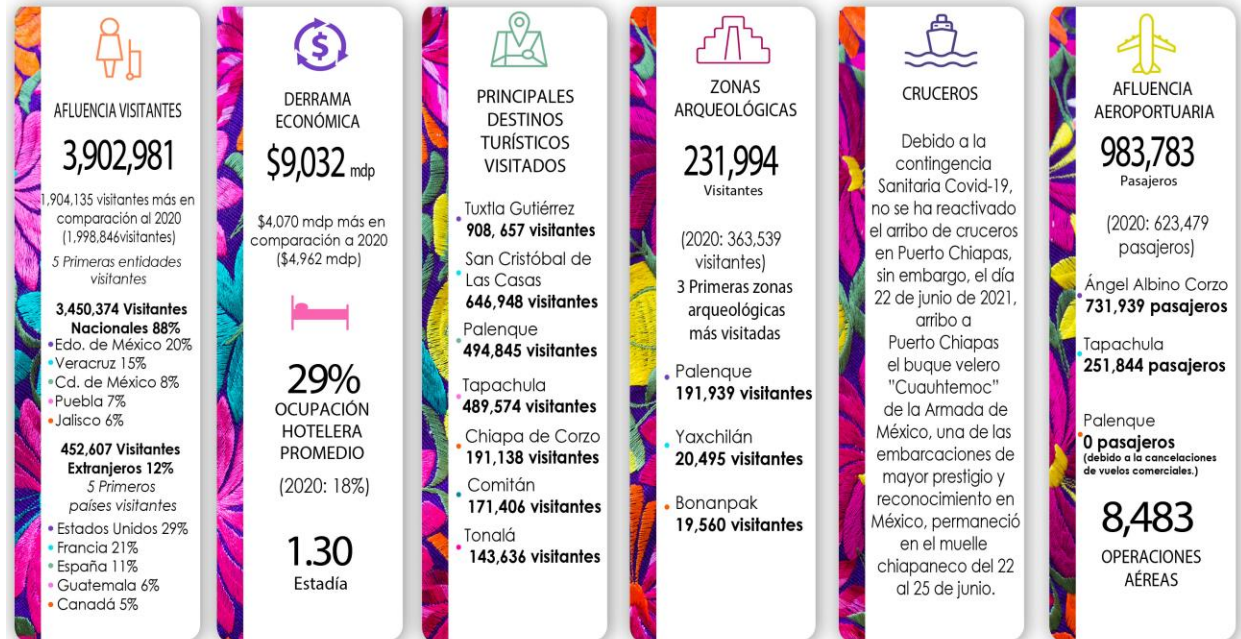 AFLUENCIA VISITANTES
3,902,981
1,904,135 visitantes más en
comparación al 2020
(1,998,846visitantes)
5 Primeras entidades
visitantes
3,450,374 Visitantes
Nacionales 88%
Edo. de México 20%
Veracruz 15%
Cd. de México 8%
Puebla 7%
Jalisco 6%
452,607 Visitantes
Extranjeros 12%
5 Primeros
países visitantes
Estados Unidos 29%
Francia 21%
España 11%
Guatemala 6%
Canadá 5%
$
DERRAMA
ECONÓMICA
$9,032 mdp
$4,070 mdp más en
comparación a 2020
($4,962 mdp)
29%
OCUPACIÓN
HOTELERA
PROMEDIO
(2020: 18%)
1.30
Estadía
PRINCIPALES
DESTINOS
TURÍSTICOS
VISITADOS
Tuxtla Gutiérrez
908, 657 visitantes
San Cristóbal de
Las Casas
646,948 visitantes
Palenque
494,845 visitantes
Tapachula
489,574 visitantes
Chiapa de Corzo
191,138 visitantes
Comitán
171,406 visitantes
Tonalá
143,636 visitantes
ZONAS
ARQUEOLÓGICAS
231,994
Visitantes
(2020: 363,539
visitantes)
3 Primeras zonas
arqueológicas
más visitadas
Palenque
191,939 visitantes
Yaxchilán
20,495 visitantes
Bonanpak
19,560 visitantes
CRUCEROS
Debido a la
contingencia
Sanitaria Covid-19,
no se ha reactivado
el arribo de cruceros
en Puerto Chiapas,
sin embargo, el día
22 de junio de 2021,
arribo a
Puerto Chiapas
el buque velero
"Cuauhtemoc"
de la Armada de
México, una de las
embarcaciones de
mayor prestigio y
reconocimiento en
México, permaneció
en el muelle
chiapaneco del 22
al 25 de junio.
AFLUENCIA
AEROPORTUARIA
983,783
Pasajeros
(2020: 623,479
pasajeros)
Ángel Albino Corzo
731,939 pasajeros
Tapachula
251,844 pasajeros
Palenque
0 pasajeros
(debido a la cancelaciones
de vuelos comerciales.)
8,483
OPERACIONES
AÉREAS